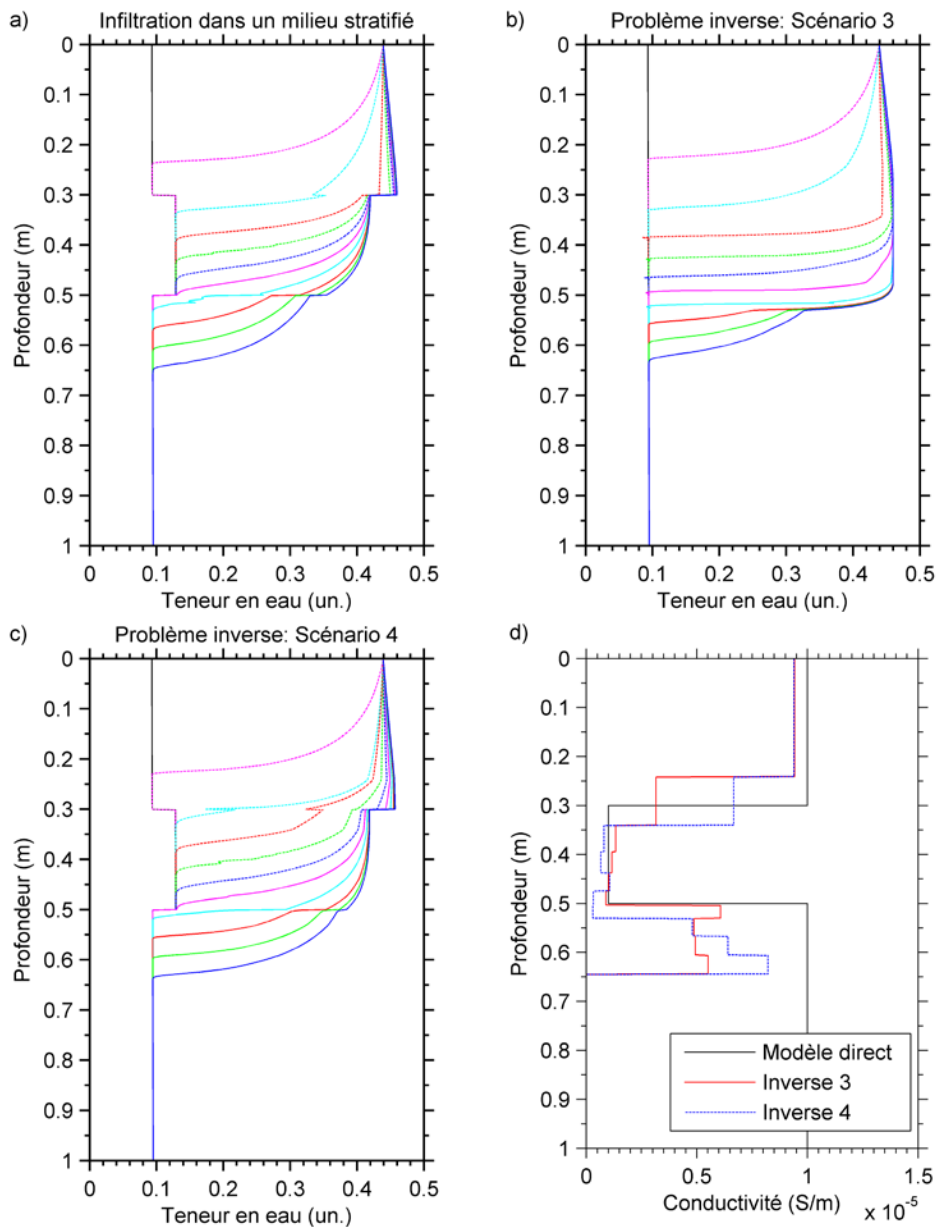 a) Infiltration dans un milieu stratifié
0
0.1
0.2
0.3
0.4
0.5
0.6
0.7
0.8
0.9
1
Profondeur (m)
0 0.1 0.2 0.3 0.4 0.5
Teneur en eau (un.)
b) Problème inverse: Scénario 3
0
0.1
0.2
0.3
0.4
0.5
0.6
0.7
0.8
0.9
1
Profondeur (m)
0 0.1 0.2 0.3 0.4 0.5
Teneur en eau (un.)
c) Problème inverse: Scénario 4
0
0.1
0.2
0.3
0.4
0.5
0.6
0.7
0.8
0.9
1
Profondeur (m)
0 0.1 0.2 0.3 0.4 0.5
Teneur en eau (un.)
d)
0
0.1
0.2
0.3
0.4
0.5
0.6
0.7
0.8
0.9
1
Profondeur (m)
Modèle direct
Inverse 3
Inverse 4
0 0.5 1 1.5
Conductivité (S/m) x 10-5